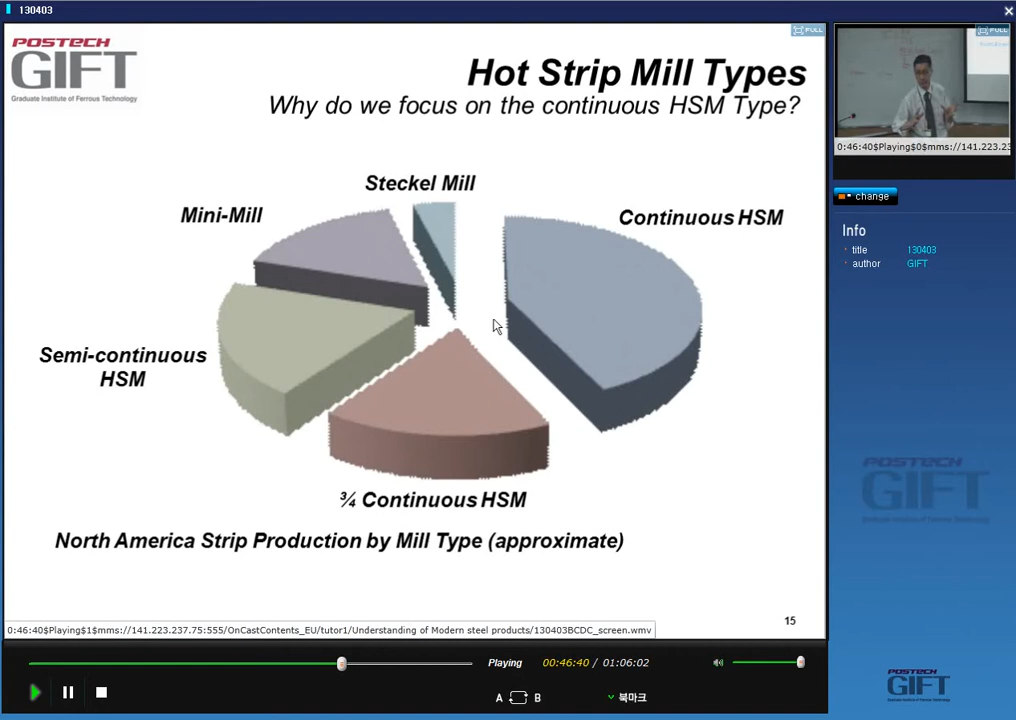 130403
POSTECH
GIFT
Graduate Institute of Ferrous Technology
Hot Strip Mill Types
Why do we focus on the continuous HSM Type?
FULL
FULL
0:46:40$Playing$0$mms://141.223.23
change
Info
title 130403
author GIFT
Steckel Mill
Mini-Mill
Continuous HSM
Semi-continuous
HSM
¾ Continuous HSM
North America Strip Production by Mill Type (approximate)
15
POSTECH
GIFT
0:46:40$Playing$1$mms://141.223.237.75:555/OnCastContents_EU/tutor1/Understanding of Modern steel products/130403BCDC_screen.wmv
Playing 00:46:40 / 01:06:02
A B 북마크
POSTECH
GIFT